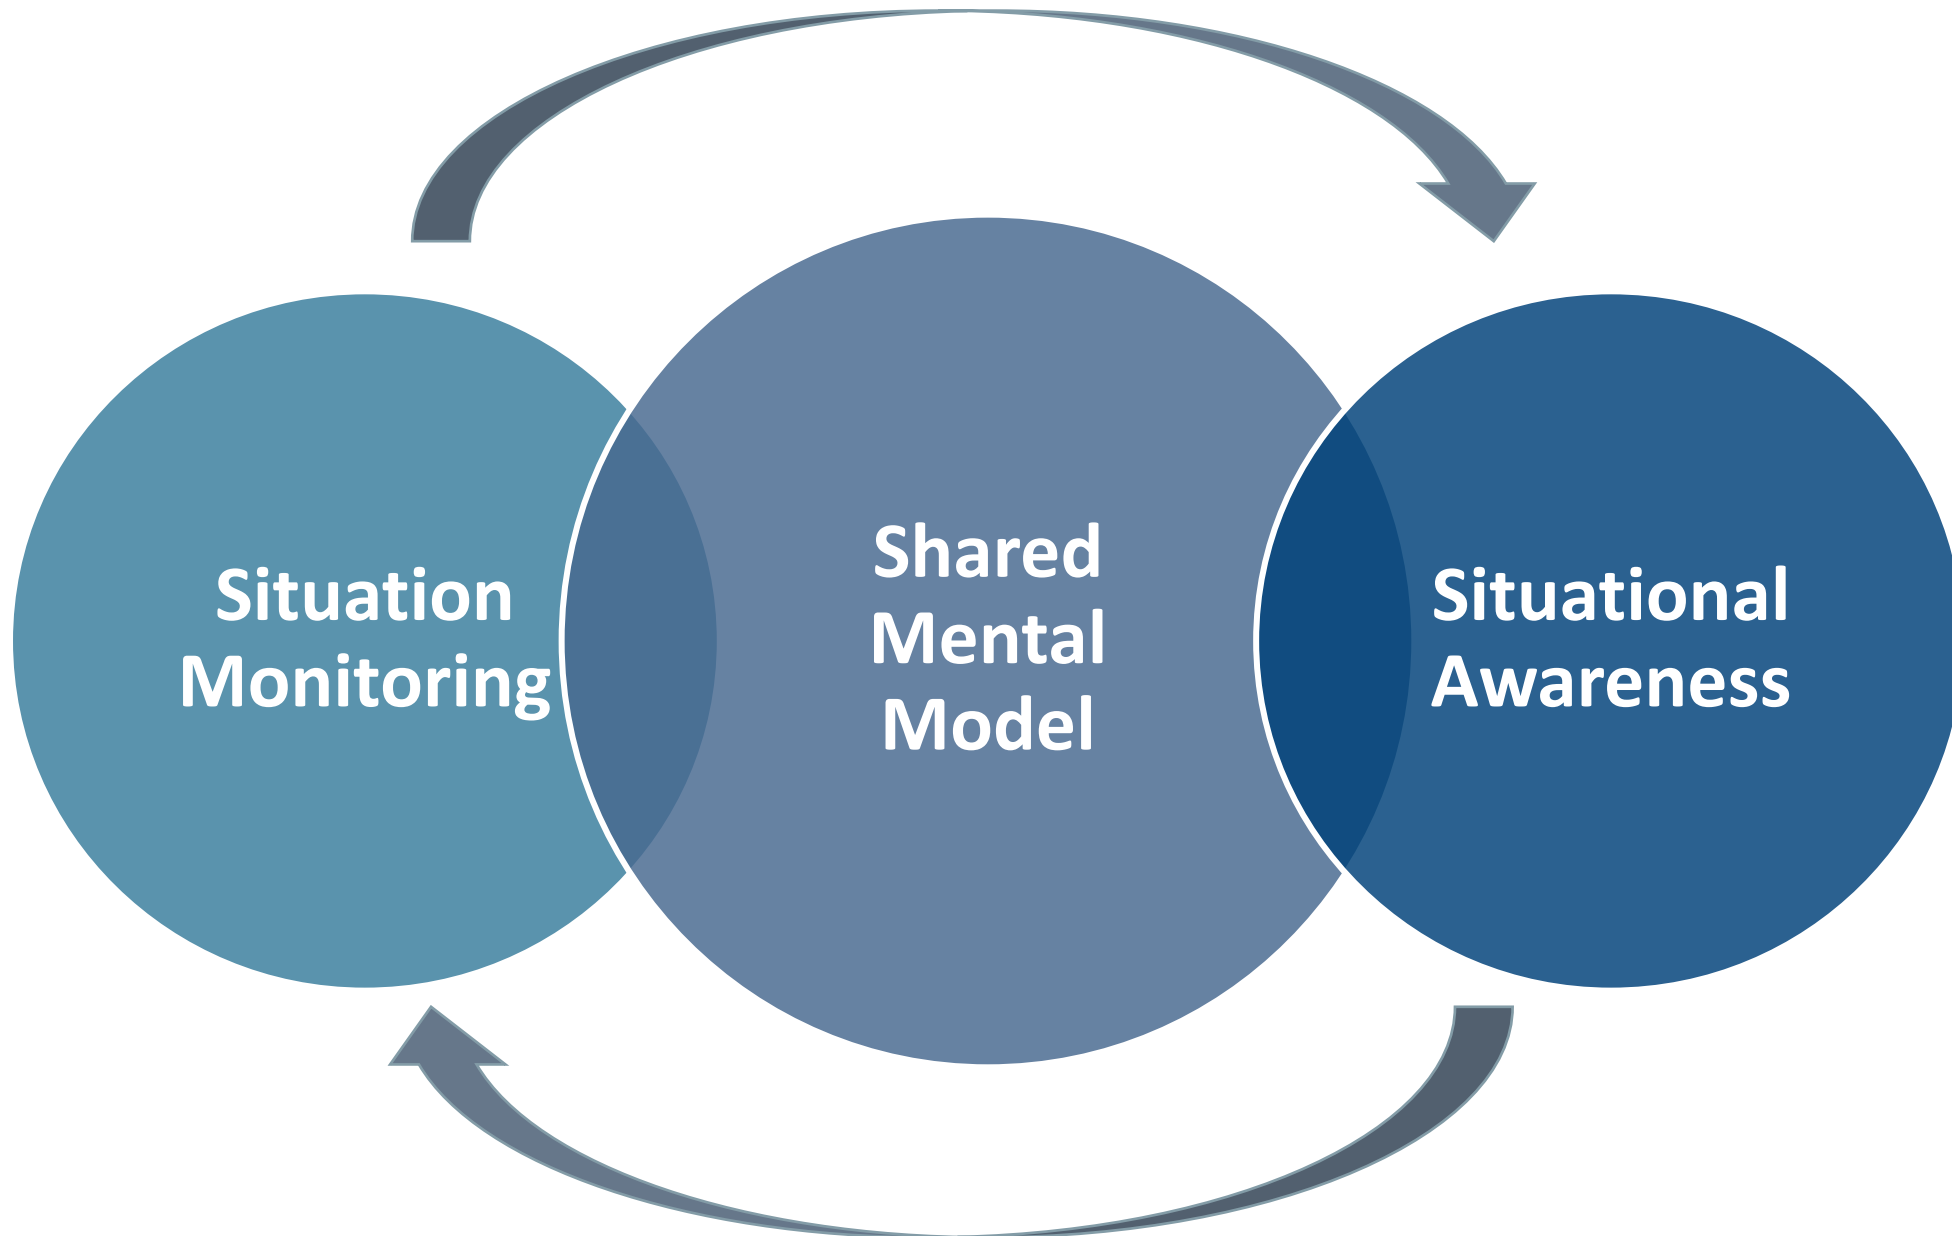 Situation
Monitoring
Shared
Mental
Model
Situational
Awareness